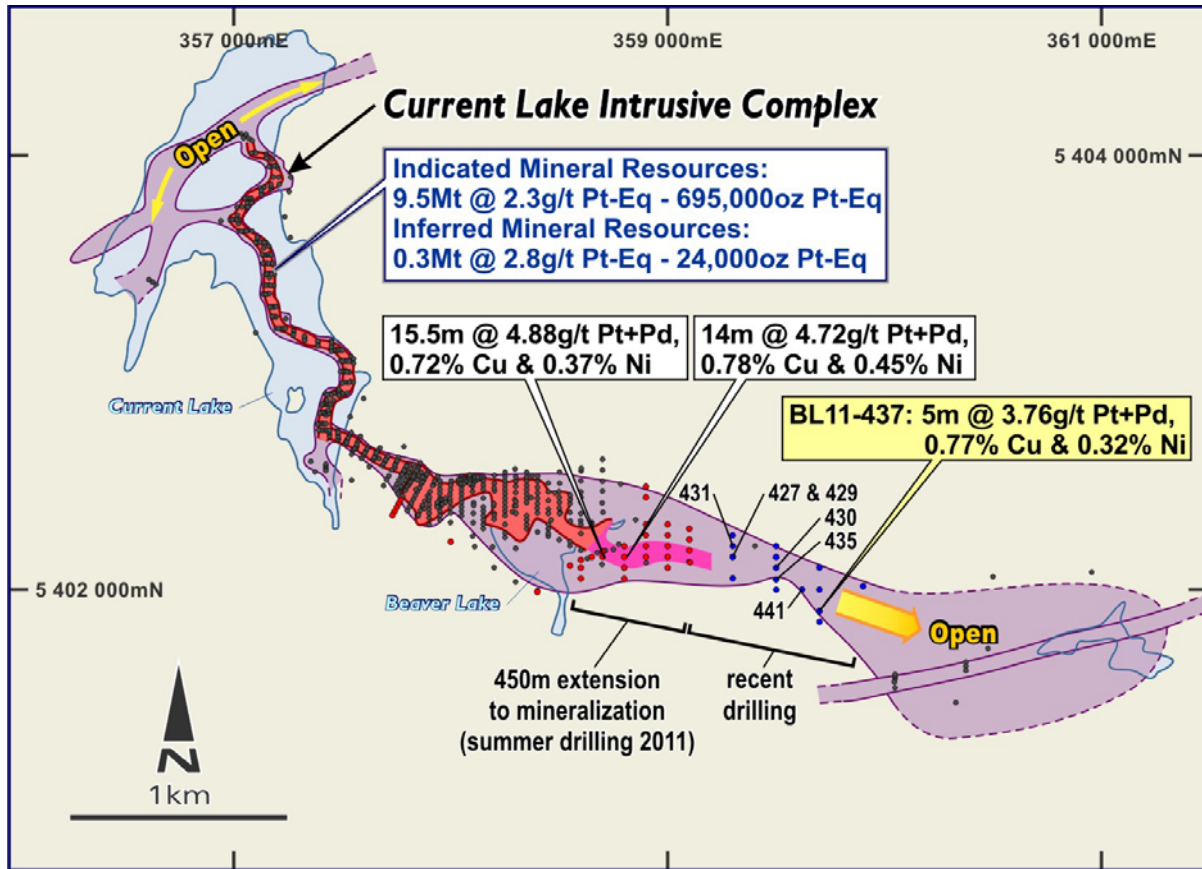 357 000mE
359 000mE
361 000mE
5 404 000mN
Current Lake Intrusive Complex
Open
Indicated Mineral Resources:
9.5Mt @ 2.3g/t Pt-Eq - 695,000oz Pt-Eq
Inferred Mineral Resources:
0.3Mt @ 2.8g/t Pt-Eq - 24,000oz Pt-Eq
15.5m @ 4.88g/t Pt+Pd,
0.72% Cu & 0.37% Ni
14m @ 4.72g/t Pt+Pd,
0.78% Cu & 0.45% Ni
BL11-437: 5m @ 3.76g/t Pt+Pd,
0.77% Cu & 0.32% Ni
Current Lake
431
427 & 429
430
435
441
5 402 000mN
Beaver Lake
Open
450m extension
to mineralization
(summer drilling 2011)
recent
drilling
N
1km